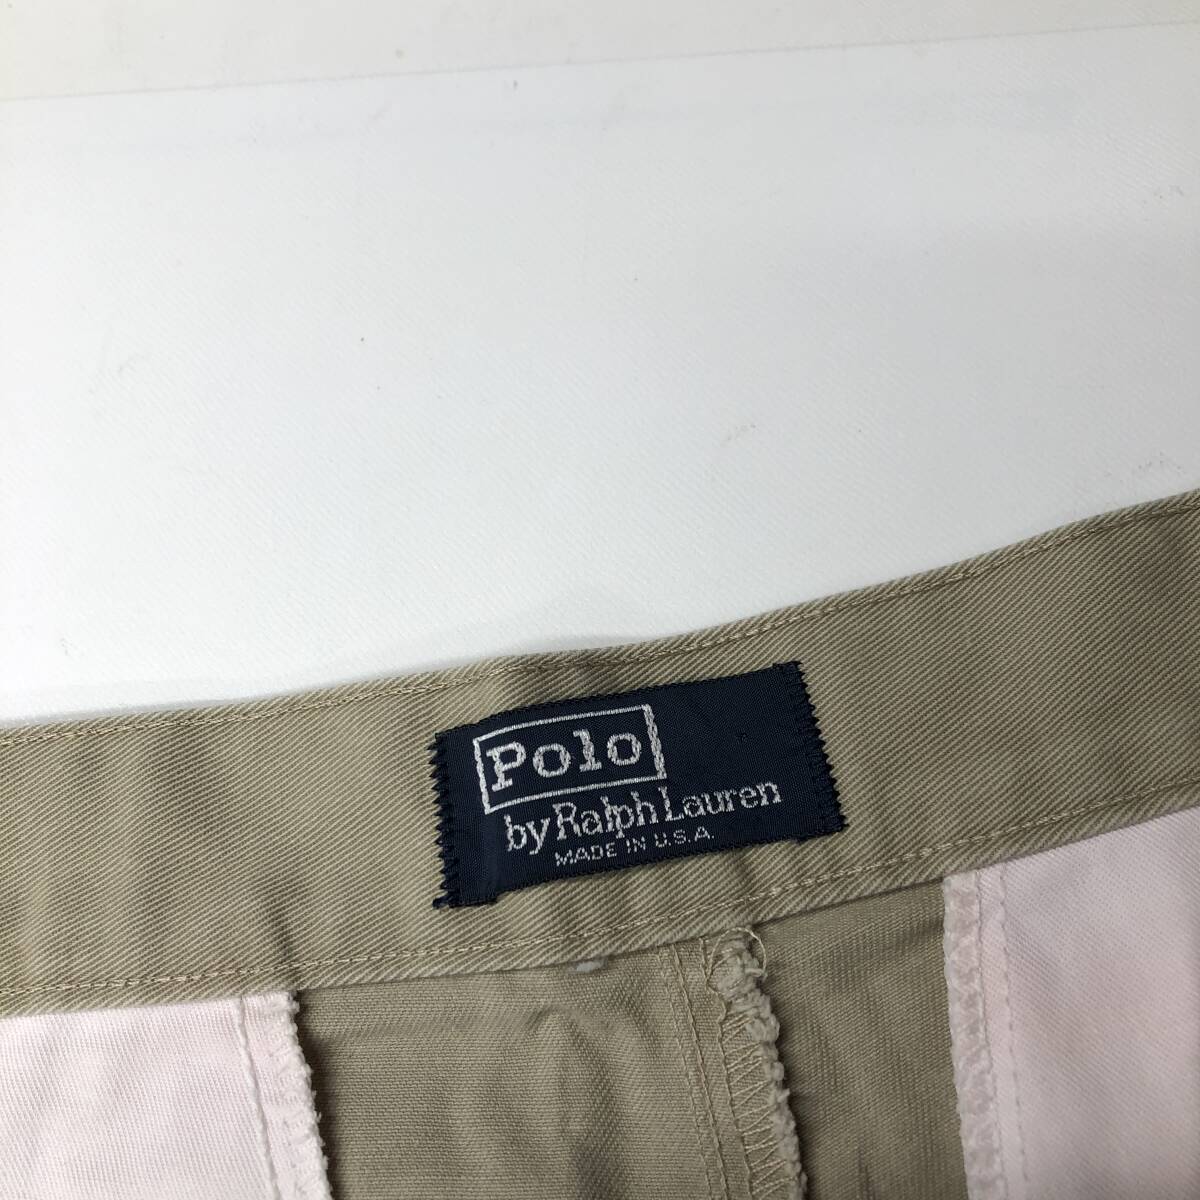 Polo
by Ralph Lauren
MADE IN U.S.A.